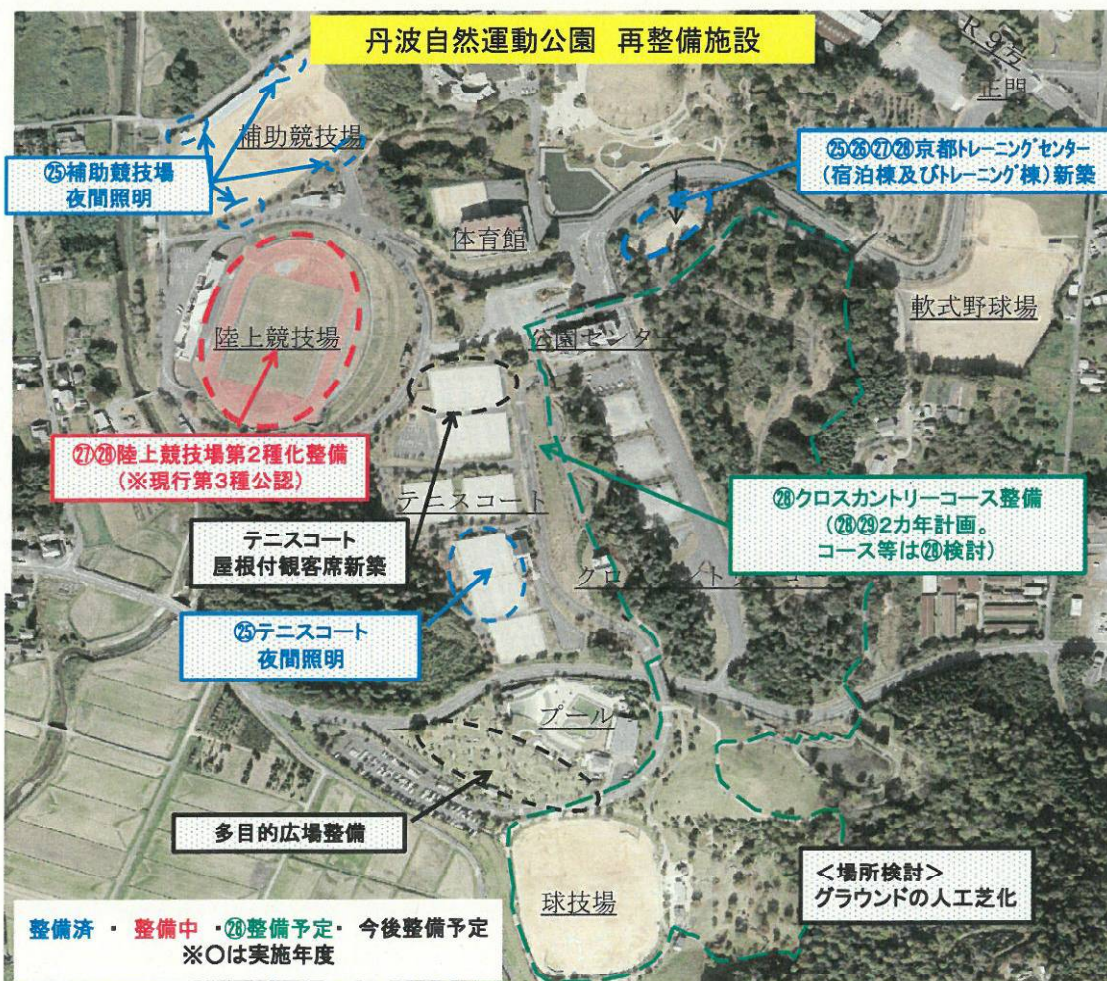 丹波自然運動公園 再整備施設
R9号
正門
補助競技場
㉕補助競技場
夜間照明
㉕㉖㉗㉘京都トレーニングセンター
(宿泊棟及びトレーニング棟)新築
体育館
軟式野球場
陸上競技場
公園センター
㉗㉘陸上競技場第2種化整備
(※現行第3種公認)
㉘クロスカントリーコース整備
(㉘㉙2カ年計画。
コース等は㉘検討)
テニスコート
テニスコート
屋根付観客席新築
㉕テニスコート
夜間照明
プール
多目的広場整備
<場所検討>
グラウンドの人工芝化
球技場
整備済 ・ 整備中 ・㉘整備予定・ 今後整備予定
※〇は実施年度